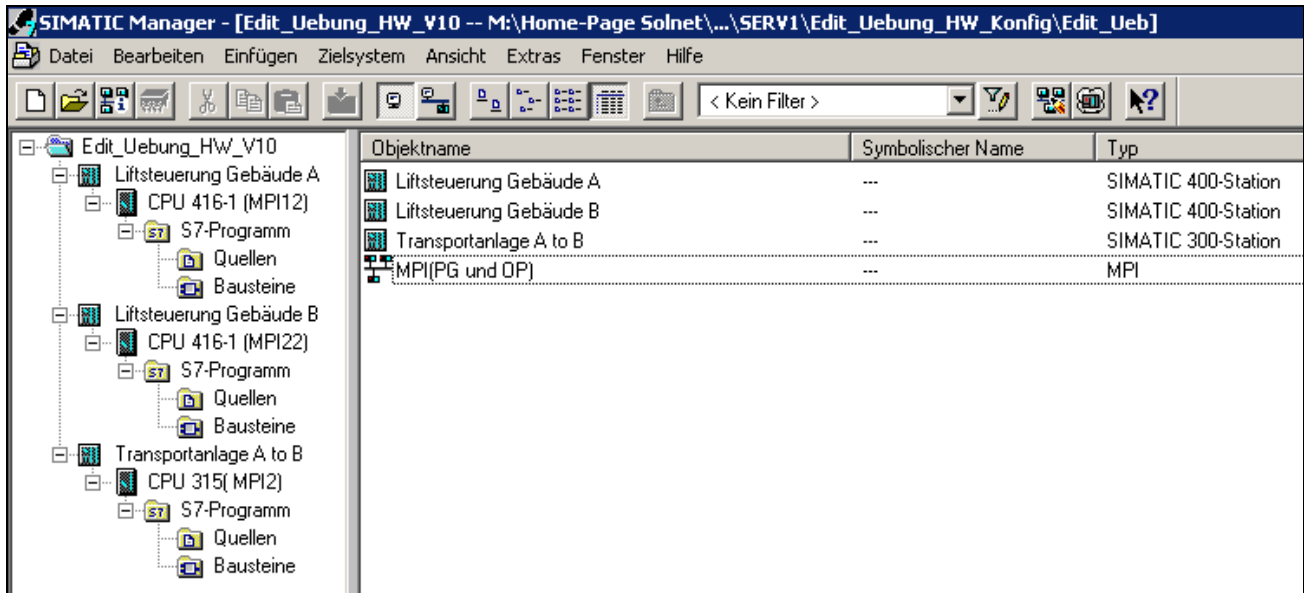 SIMATIC Manager - [Edit_Uebung_HW_V10 -- M:\Home-Page Solnet\...\SERV1\Edit_Uebung_HW_Konfig\Edit_Ueb]
Datei Bearbeiten Einfügen Zielsystem Ansicht Extras Fenster Hilfe
< Kein Filter >
Edit_Uebung_HW_V10
Liftsteuerung Gebäude A
CPU 416-1 (MPI12)
S7-Programm
Quellen
Bausteine
Liftsteuerung Gebäude B
CPU 416-1 (MPI22)
S7-Programm
Quellen
Bausteine
Transportanlage A to B
CPU 315( MPI2)
S7-Programm
Quellen
Bausteine
Objektname Symbolischer Name Typ
Liftsteuerung Gebäude A --- SIMATIC 400-Station
Liftsteuerung Gebäude B --- SIMATIC 400-Station
Transportanlage A to B --- SIMATIC 300-Station
MPI(PG und OP) --- MPI